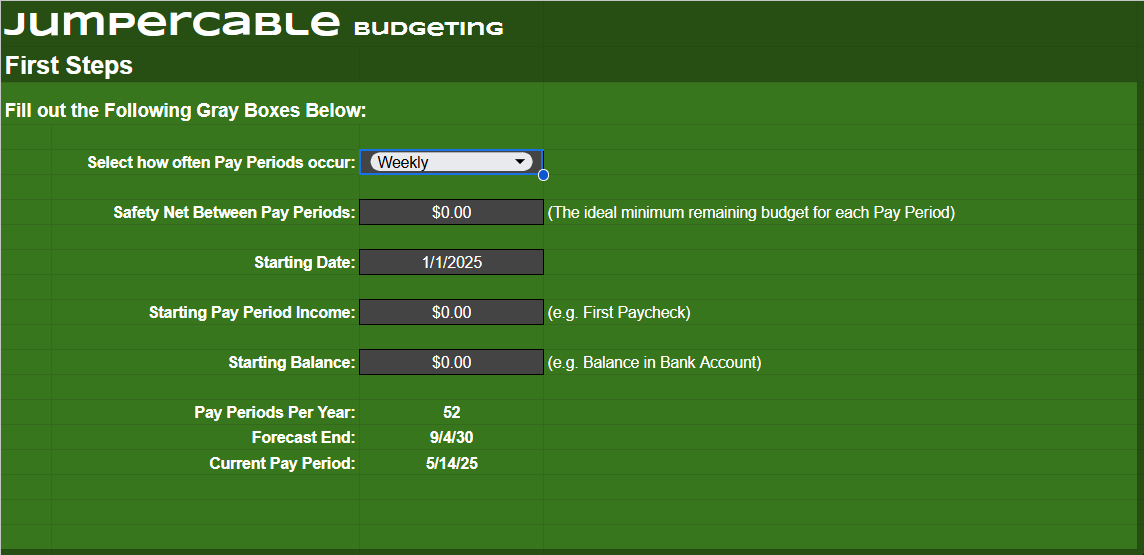 Jumpercable Budgeting
First Steps
Fill out the Following Gray Boxes Below:
Select how often Pay Periods occur: Weekly
Safety Net Between Pay Periods: $0.00 (The ideal minimum remaining budget for each Pay Period)
Starting Date: 1/1/2025
Starting Pay Period Income: $0.00 (e.g. First Paycheck)
Starting Balance: $0.00 (e.g. Balance in Bank Account)
Pay Periods Per Year: 52
Forecast End: 9/4/30
Current Pay Period: 5/14/25